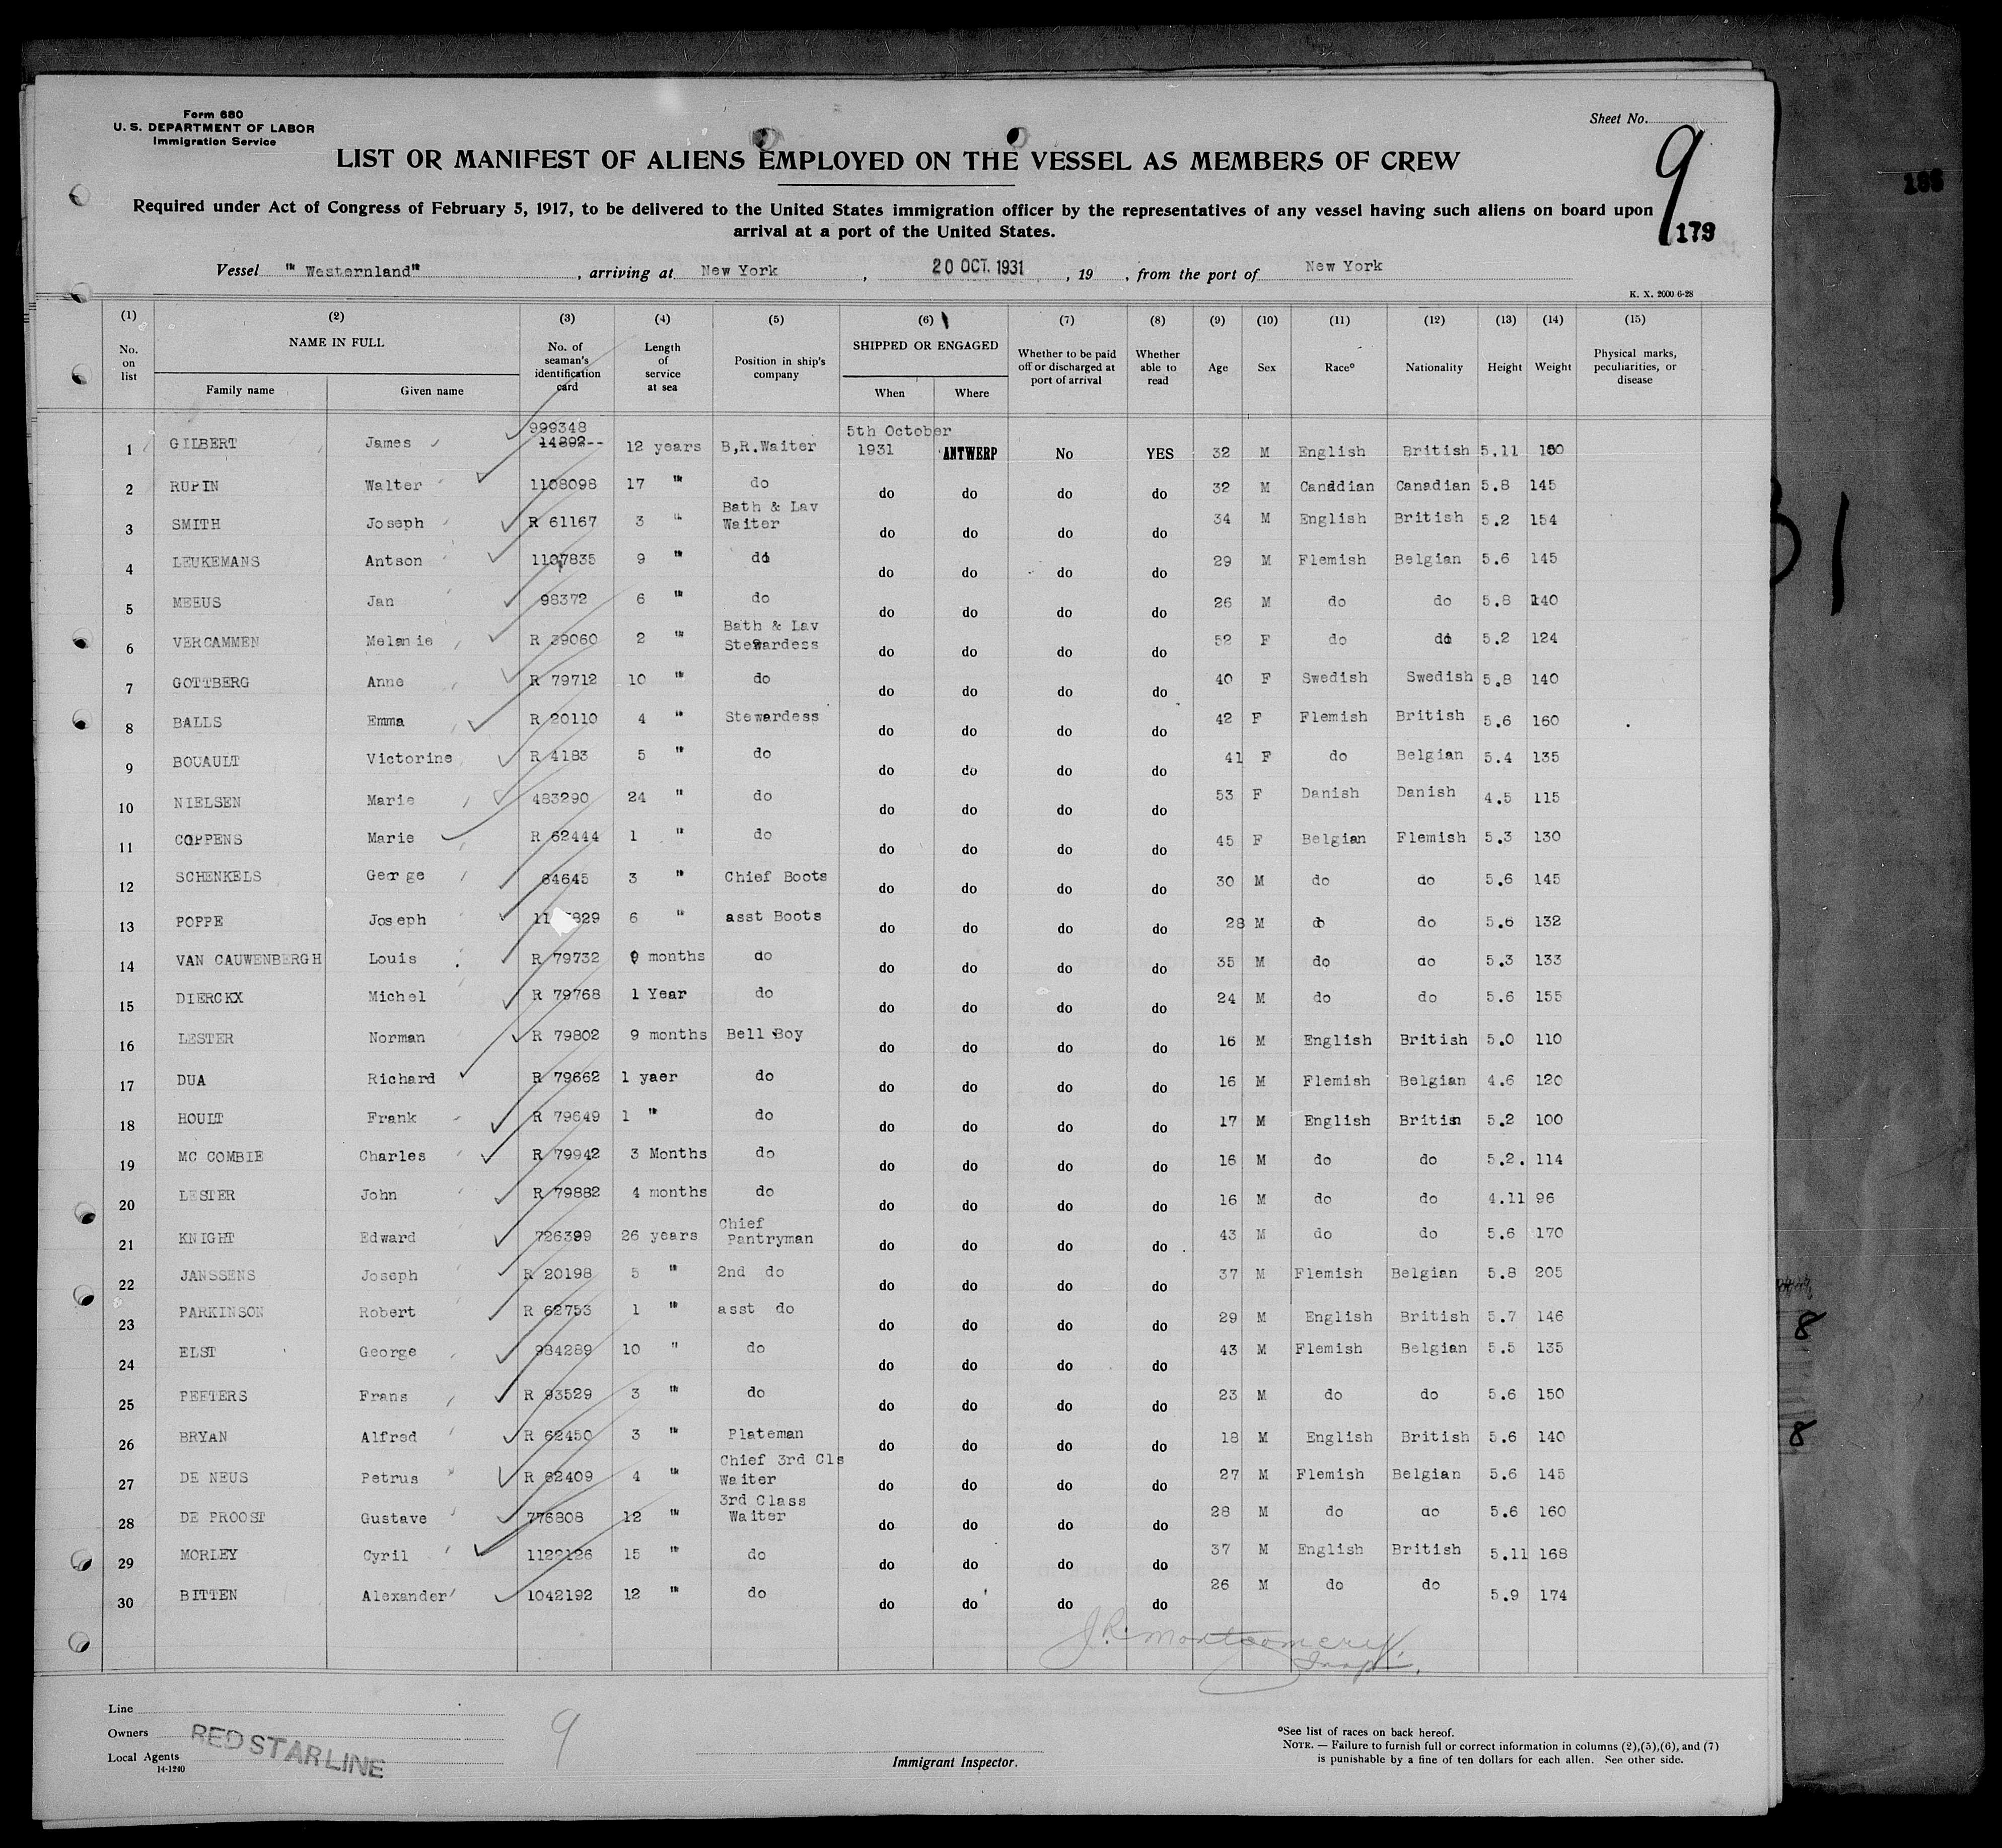 Form 680
U. S. DEPARTMENT OF LABOR
Immigration Service
Sheet No.
9
179
LIST OR MANIFEST OF ALIENS EMPLOYED ON THE VESSEL AS MEMBERS OF CREW
Required under Act of Congress of February 5, 1917, to be delivered to the United States immigration officer by the representatives of any vessel having such aliens on board upon
arrival at a port of the United States.
Vessel "Westernland", arriving at New York, 20 OCT. 1931, 19 , from the port of New York
K. X. 2000 6-28
(1) (2) (3) (4) (5) (6) (7) (8) (9) (10) (11) (12) (13) (14) (15)
No. on list NAME IN FULL Family name Given name No. of seaman's identification card Length of service at sea Position in ship's company SHIPPED OR ENGAGED When Where Whether to be paid off or discharged at port of arrival Whether able to read Age Sex Race° Nationality Height Weight Physical marks, peculiarities, or disease
1 GILBERT James 999348 14892-- 12 years B,R.Waiter 5th October 1931 ANTWERP No YES 32 M English British 5.11 150
2 RUPIN Walter 1108098 17 " do do do do do 32 M Canddian Canadian 5.8 145
3 SMITH Joseph R 61167 3 " Bath & Lav Waiter do do do do 34 M English British 5.2 154
4 LEUKEMANS Antson 1107835 9 " do do do do do 29 M Flemish Belgian 5.6 145
5 MEEUS Jan 98372 6 " do do do do do 26 M do do 5.8 140
6 VERCAMMEN Melanie R 39060 2 " Bath & Lav Stewardess do do do do 52 F do do 5.2 124
7 GOTTBERG Anne R 79712 10 " do do do do do 40 F Swedish Swedish 5.8 140
8 BALLS Emma R 20110 4 " Stewardess do do do do 42 F Flemish British 5.6 160
9 BOUAULT Victorine R 4183 5 " do do do do do 41 F do Belgian 5.4 135
10 NIELSEN Marie 483290 24 " do do do do do 53 F Danish Danish 4.5 115
11 COPPENS Marie R 62444 1 " do do do do do 45 F Belgian Flemish 5.3 130
12 SCHENKELS George 64645 3 " Chief Boots do do do do 30 M do do 5.6 145
13 POPPE Joseph 6 " asst Boots do do do do 28 M do do 5.6 132
14 VAN CAUWENBERGH Louis R 79732 9 months do do do do do 35 M do do 5.3 133
15 DIERCKX Michel R 79768 1 Year do do do do do 24 M do do 5.6 155
16 LESTER Norman R 79802 9 months Bell Boy do do do do 16 M English British 5.0 110
17 DUA Richard R 79662 1 yaer do do do do do 16 M Flemish Belgian 4.6 120
18 HOULT Frank R 79649 1 " do do do do do 17 M English British 5.2 100
19 MC COMBIE Charles R 79942 3 Months do do do do do 16 M do do 5.2. 114
20 LESTER John R 79882 4 months do do do do do 16 M do do 4.11 96
21 KNIGHT Edward 726399 26 years Chief Pantryman do do do do 43 M do do 5.6 170
22 JANSSENS Joseph R 20198 5 " 2nd do do do do do 37 M Flemish Belgian 5.8 205
23 PARKINSON Robert R 62753 1 " asst do do do do do 29 M English British 5.7 146
24 ELST George 984289 10 " do do do do do 43 M Flemish Belgian 5.5 135
25 PEETERS Frans R 93529 3 " do do do do do 23 M do do 5.6 150
26 BRYAN Alfred R 62450 3 " Plateman do do do do 18 M English British 5.6 140
27 DE NEUS Petrus R 62409 4 " Chief 3rd Cls Waiter do do do do 27 M Flemish Belgian 5.6 145
28 DE PROOST Gustave 776808 12 " 3rd Class Waiter do do do do 28 M do do 5.6 160
29 MORLEY Cyril 1122126 15 " do do do do do 37 M English British 5.11 168
30 BITTEN Alexander 1042192 12 " do do do do do 26 M do do 5.9 174
J.R. Montgomery
Insp.
Line
Owners
RED STAR LINE
Local Agents
14-1240
9
Immigrant Inspector.
°See list of races on back hereof.
NOTE. — Failure to furnish full or correct information in columns (2),(5),(6), and (7)
is punishable by a fine of ten dollars for each alien. See other side.
8
8